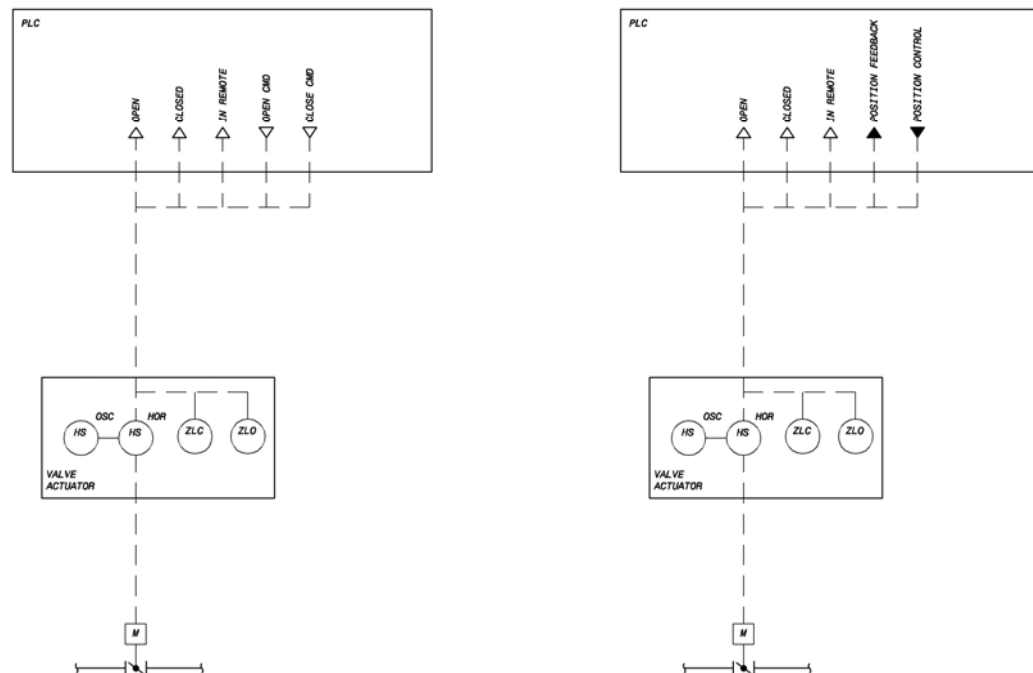 PLC
OPEN
CLOSED
IN REMOTE
OPEN CMD
CLOSE CMD
OSC
HOR
HS
HS
ZLC
ZLO
VALVE
ACTUATOR
M
PLC
OPEN
CLOSED
IN REMOTE
POSITION FEEDBACK
POSITION CONTROL
OSC
HOR
HS
HS
ZLC
ZLO
VALVE
ACTUATOR
M